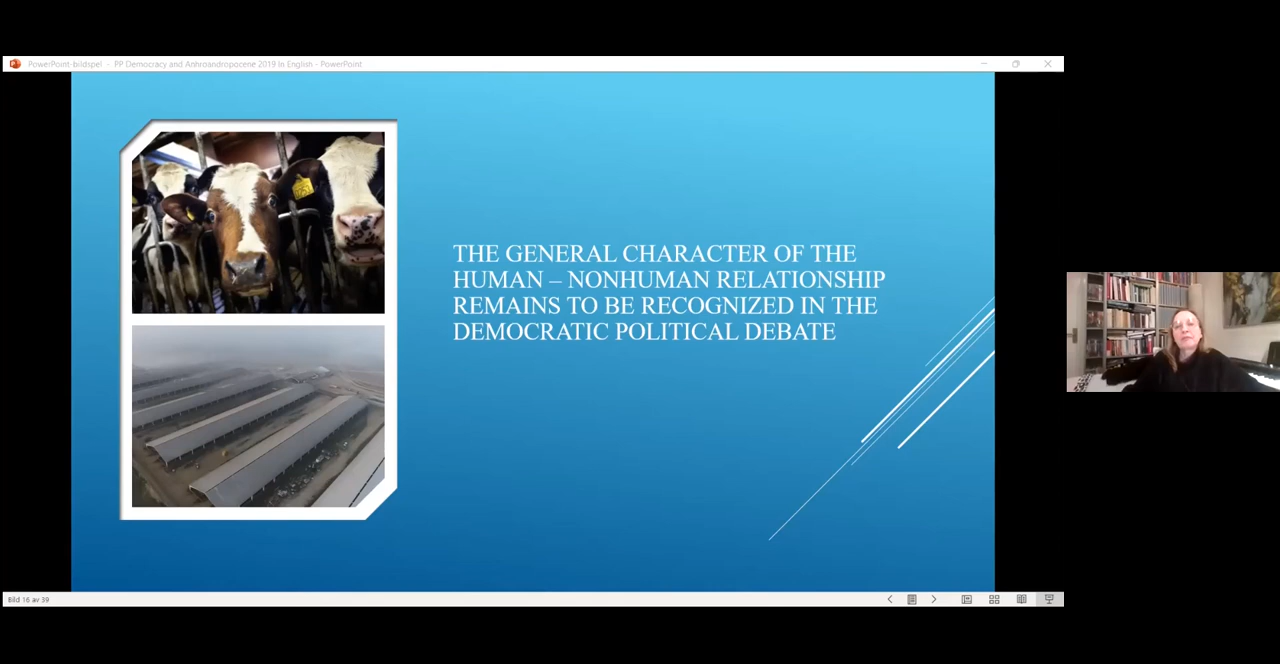 PowerPoint-bildspel - PP Democracy and Anhroandropocene 2019 In English - PowerPoint
THE GENERAL CHARACTER OF THE
HUMAN – NONHUMAN RELATIONSHIP
REMAINS TO BE RECOGNIZED IN THE
DEMOCRATIC POLITICAL DEBATE
Bild 16 av 39